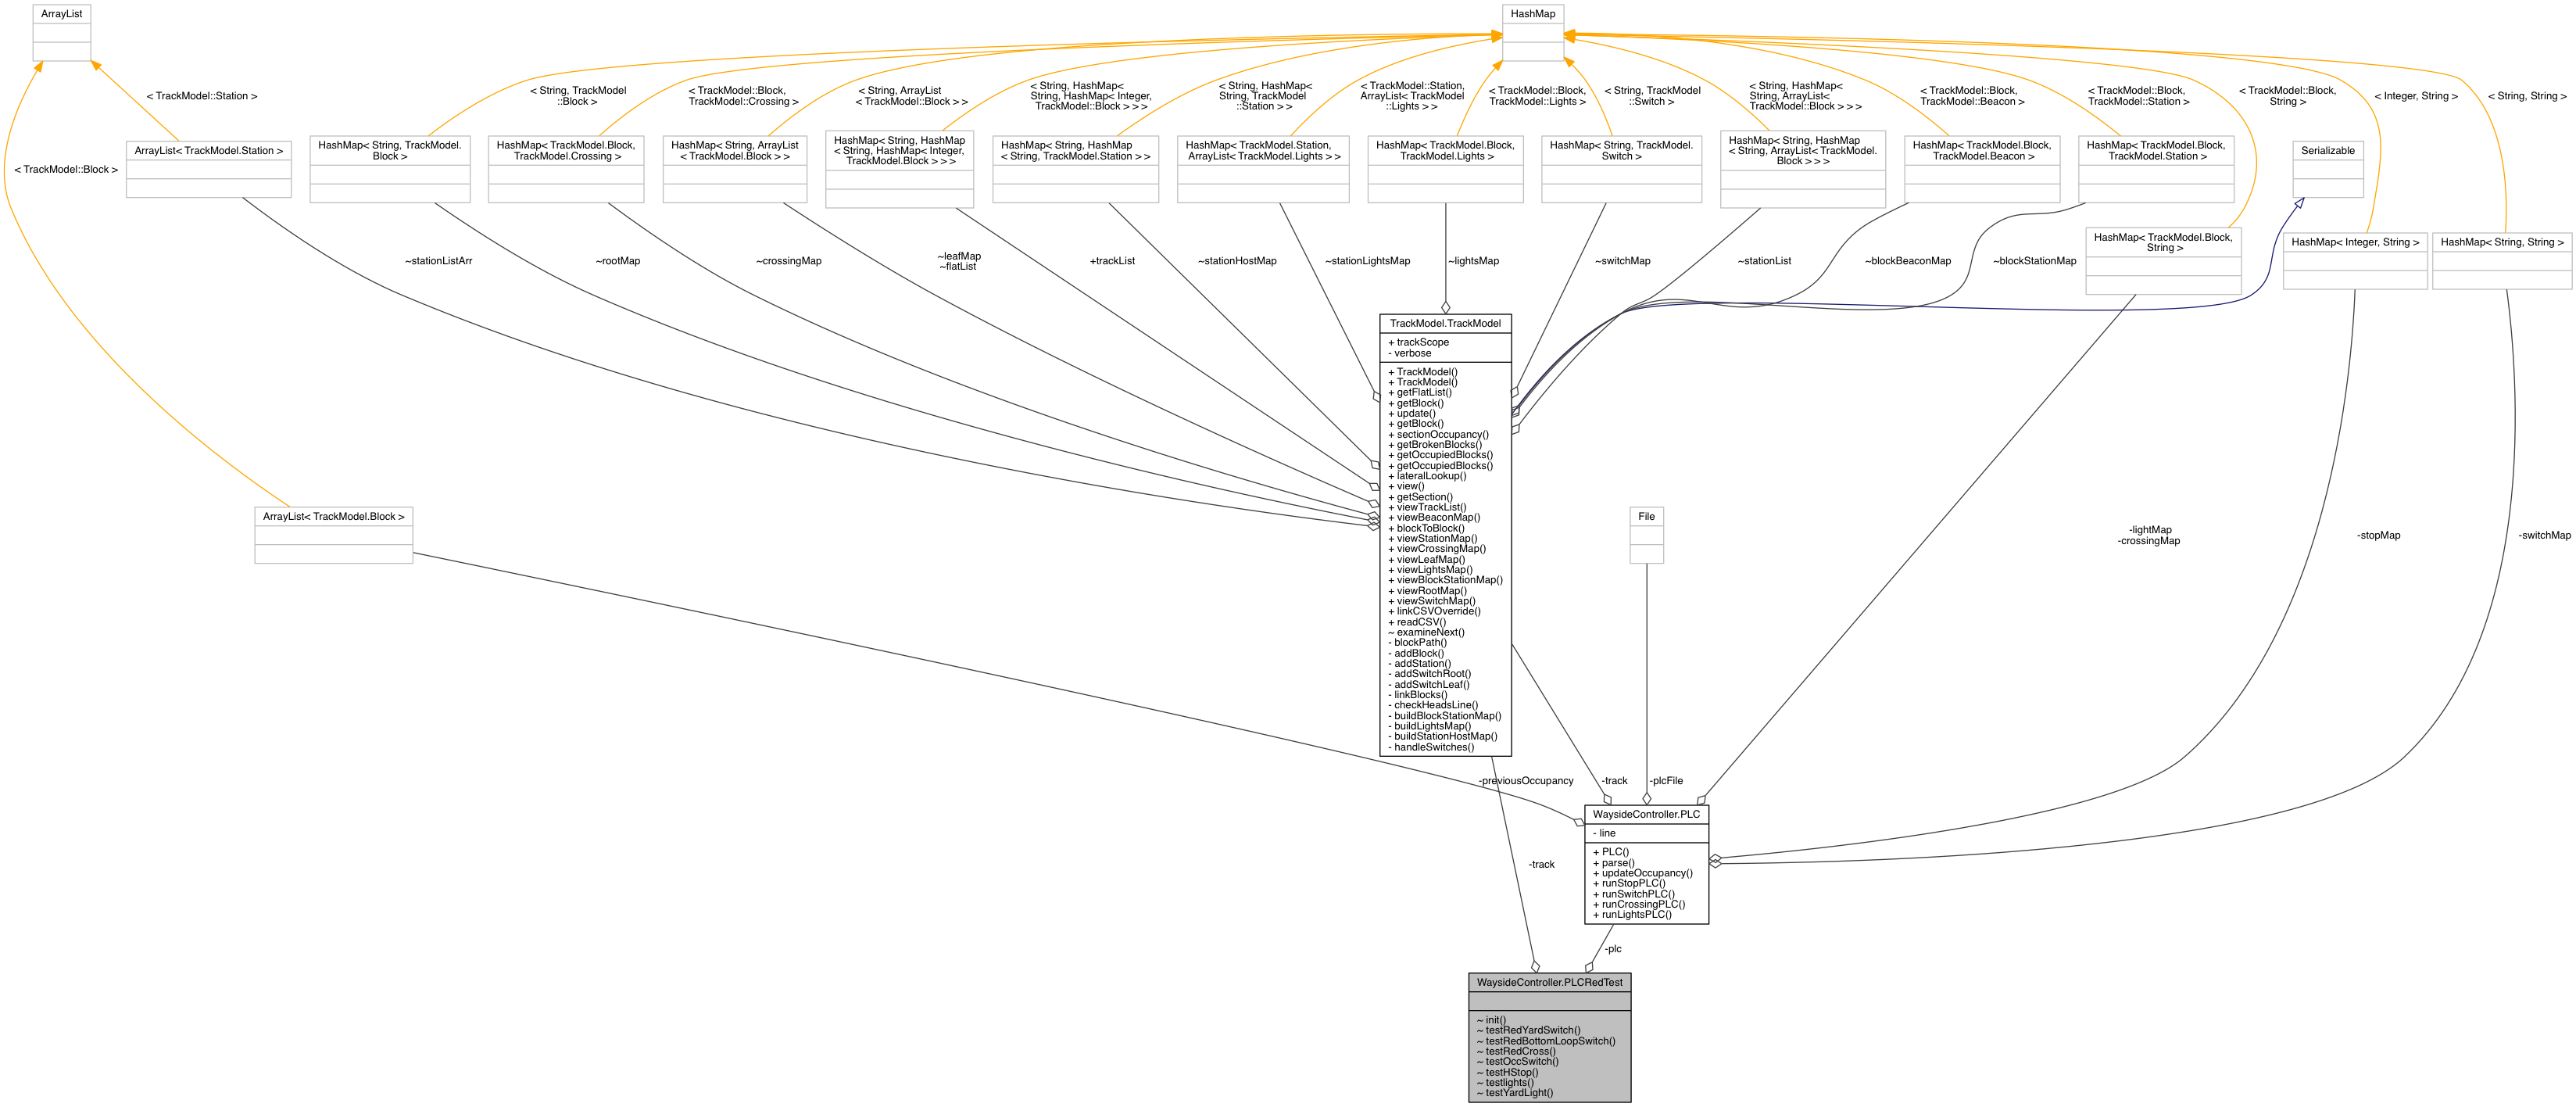 ArrayList
HashMap
< TrackModel::Station >
< String, TrackModel
::Block >
< TrackModel::Block,
TrackModel::Crossing >
< String, ArrayList
< TrackModel::Block > >
< String, HashMap<
String, HashMap< Integer,
TrackModel::Block > > >
< String, HashMap<
String, TrackModel
::Station > >
< TrackModel::Station,
ArrayList< TrackModel
::Lights > >
< TrackModel::Block,
TrackModel::Lights >
< String, TrackModel
::Switch >
< String, HashMap<
String, ArrayList<
TrackModel::Block > > >
< TrackModel::Block,
TrackModel::Beacon >
< TrackModel::Block,
TrackModel::Station >
< TrackModel::Block,
String >
< Integer, String >
< String, String >
< TrackModel::Block >
ArrayList< TrackModel.Station >
HashMap< String, TrackModel.
Block >
HashMap< TrackModel.Block,
TrackModel.Crossing >
HashMap< String, ArrayList
< TrackModel.Block > >
HashMap< String, HashMap
< String, HashMap< Integer,
TrackModel.Block > > >
HashMap< String, HashMap
< String, TrackModel.Station > >
HashMap< TrackModel.Station,
ArrayList< TrackModel.Lights > >
HashMap< TrackModel.Block,
TrackModel.Lights >
HashMap< String, TrackModel.
Switch >
HashMap< String, HashMap
< String, ArrayList< TrackModel.
Block > > >
HashMap< TrackModel.Block,
TrackModel.Beacon >
HashMap< TrackModel.Block,
TrackModel.Station >
Serializable
HashMap< TrackModel.Block,
String >
HashMap< Integer, String >
HashMap< String, String >
~stationListArr
~rootMap
~crossingMap
~leafMap
~flatList
+trackList
~stationHostMap
~stationLightsMap
~lightsMap
~switchMap
~stationList
~blockBeaconMap
~blockStationMap
TrackModel.TrackModel
+ trackScope
- verbose
+ TrackModel()
+ TrackModel()
+ getFlatList()
+ getBlock()
+ update()
+ getBlock()
+ sectionOccupancy()
+ getBrokenBlocks()
+ getOccupiedBlocks()
+ getOccupiedBlocks()
+ lateralLookup()
+ view()
+ getSection()
+ viewTrackList()
+ viewBeaconMap()
+ blockToBlock()
+ viewStationMap()
+ viewCrossingMap()
+ viewLeafMap()
+ viewLightsMap()
+ viewBlockStationMap()
+ viewRootMap()
+ viewSwitchMap()
+ linkCSVOverride()
+ readCSV()
~ examineNext()
- blockPath()
- addBlock()
- addStation()
- addSwitchRoot()
- addSwitchLeaf()
- linkBlocks()
- checkHeadsLine()
- buildBlockStationMap()
- buildLightsMap()
- buildStationHostMap()
- handleSwitches()
ArrayList< TrackModel.Block >
File
-lightMap
-crossingMap
-stopMap
-switchMap
-previousOccupancy
-track
-plcFile
WaysideController.PLC
- line
+ PLC()
+ parse()
+ updateOccupancy()
+ runStopPLC()
+ runSwitchPLC()
+ runCrossingPLC()
+ runLightsPLC()
-track
-plc
WaysideController.PLCRedTest
~ init()
~ testRedYardSwitch()
~ testRedBottomLoopSwitch()
~ testRedCross()
~ testOccSwitch()
~ testHStop()
~ testlights()
~ testYardLight()